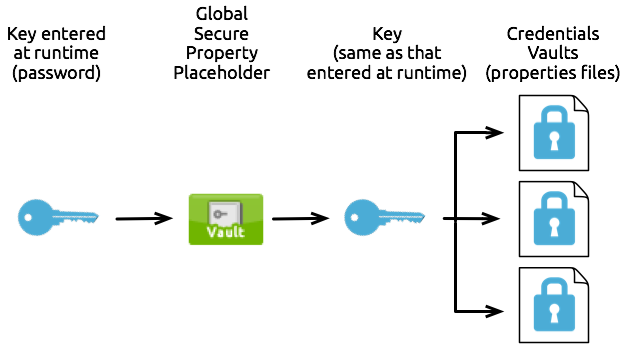 Key entered
at runtime
(password)
Global
Secure
Property
Placeholder
Key
(same as that
entered at runtime)
Credentials
Vaults
(properties files)
Vault